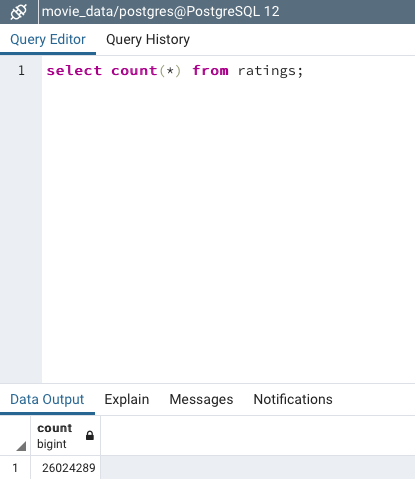 movie_data/postgres@PostgreSQL 12
Query Editor Query History
1 select count(*) from ratings;
Data Output Explain Messages Notifications
count
bigint
1 26024289